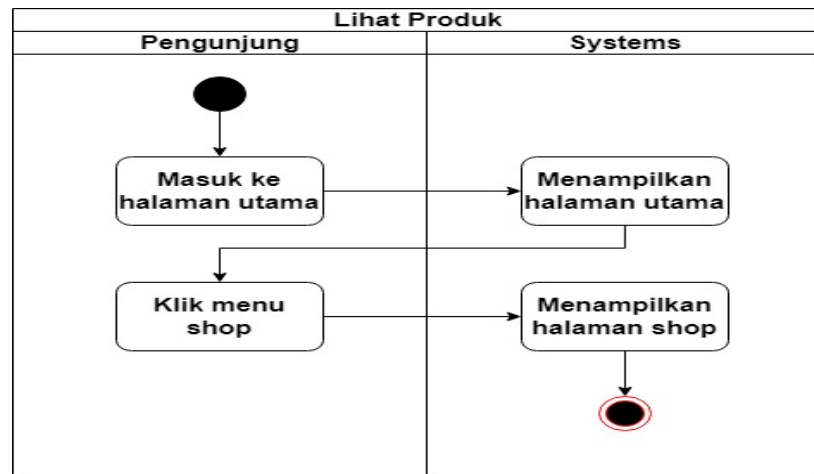 Lihat Produk
Pengunjung
Systems
Masuk ke
halaman utama
Menampilkan
halaman utama
Klik menu
shop
Menampilkan
halaman shop